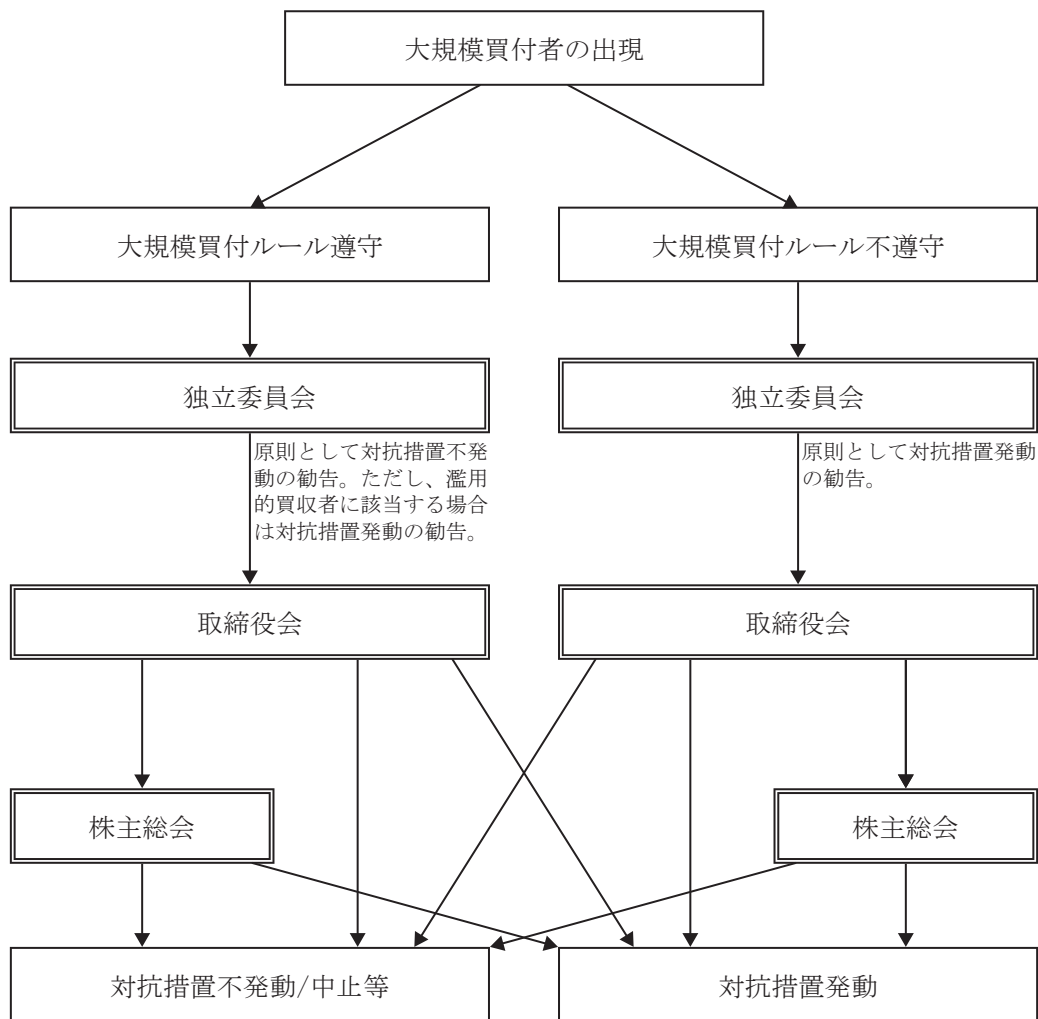 大規模買付者の出現
大規模買付ルール遵守
大規模買付ルール不遵守
独立委員会
独立委員会
原則として対抗措置不発
動の勧告。ただし、濫用
的買収者に該当する場合
は対抗措置発動の勧告。
原則として対抗措置発動
の勧告。
取締役会
取締役会
株主総会
株主総会
対抗措置不発動/中止等
対抗措置発動